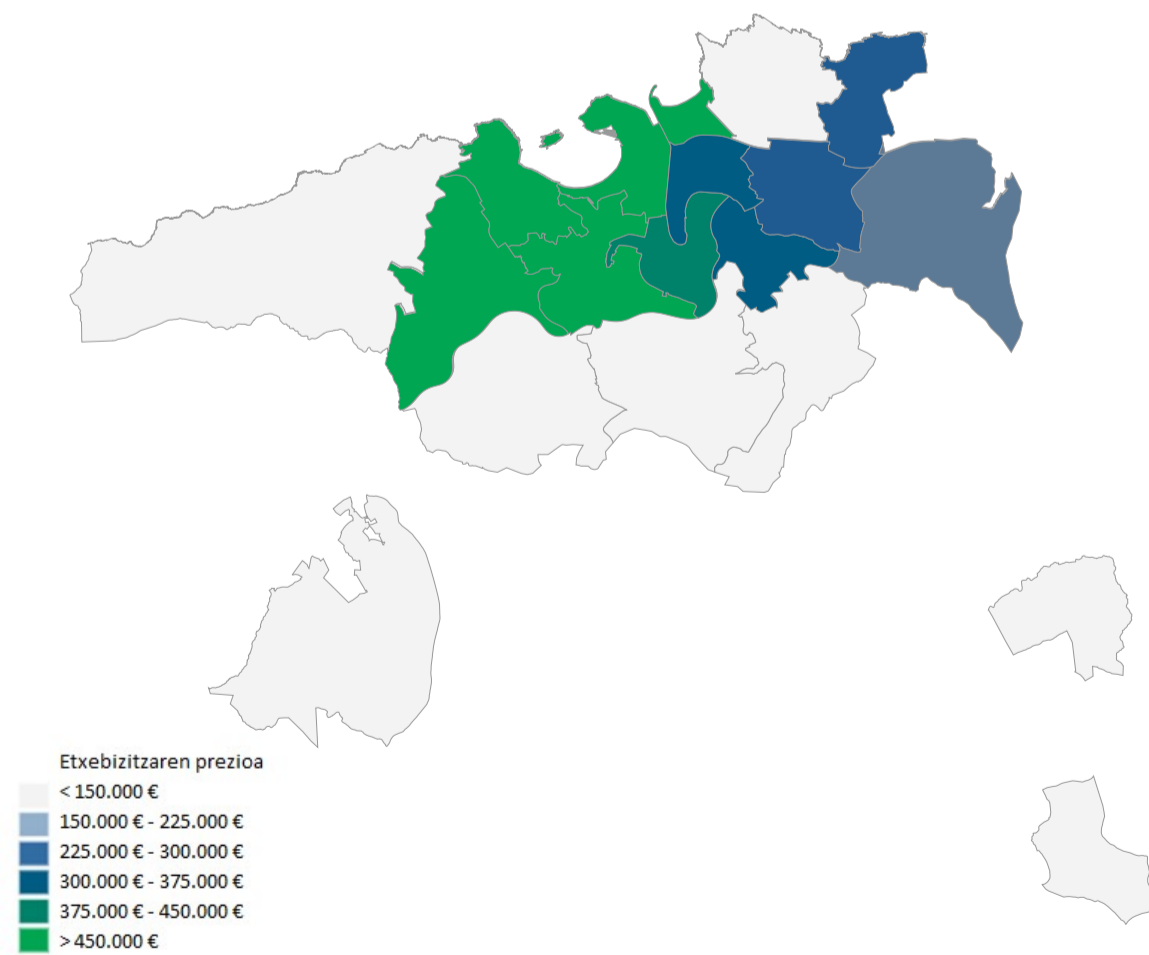 Etxebizitzaren prezioa
< 150.000 €
150.000 € - 225.000 €
225.000 € - 300.000 €
300.000 € - 375.000 €
375.000 € - 450.000 €
> 450.000 €